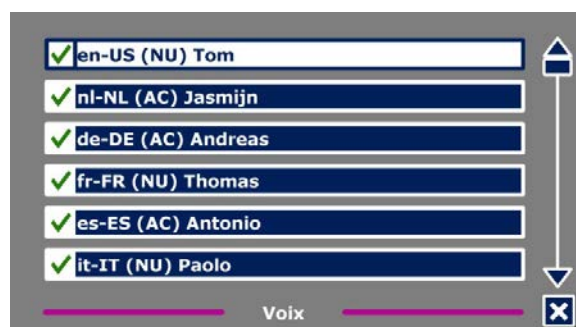 en-US (NU) Tom
nl-NL (AC) Jasmijn
de-DE (AC) Andreas
fr-FR (NU) Thomas
es-ES (AC) Antonio
it-IT (NU) Paolo
Voix